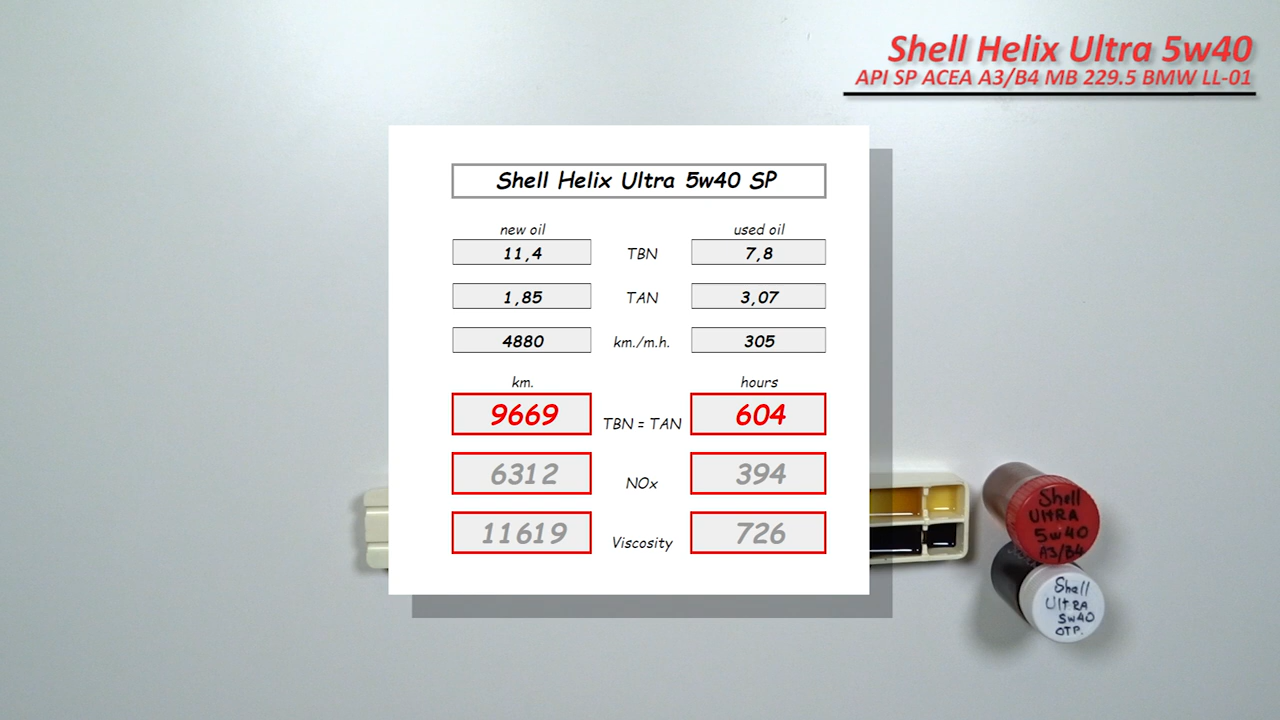 Shell Helix Ultra 5w40
API SP ACEA A3/B4 MB 229.5 BMW LL-01
Shell Helix Ultra 5w40 SP
new oil used oil
11,4 TBN 7,8
1,85 TAN 3,07
4880 km./m.h. 305
km. hours
9669 TBN = TAN 604
6312 NOx 394
11619 Viscosity 726
Shell
ULtRA
5w40
A3/B4
Shell
ULtRA
5w40
OTP.